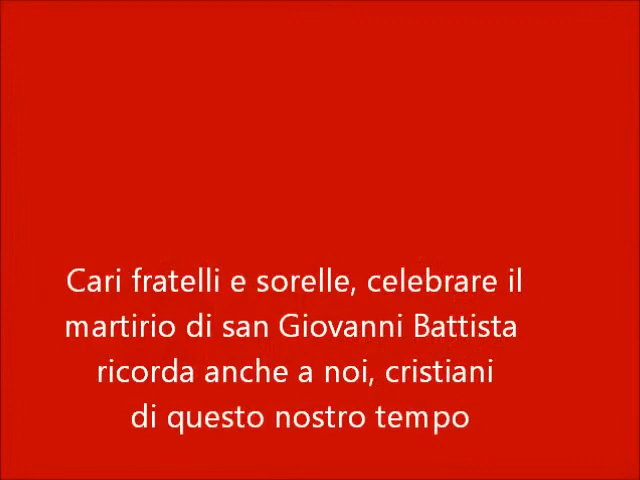 Cari fratelli e sorelle, celebrare il
martirio di san Giovanni Battista
ricorda anche a noi, cristiani
di questo nostro tempo